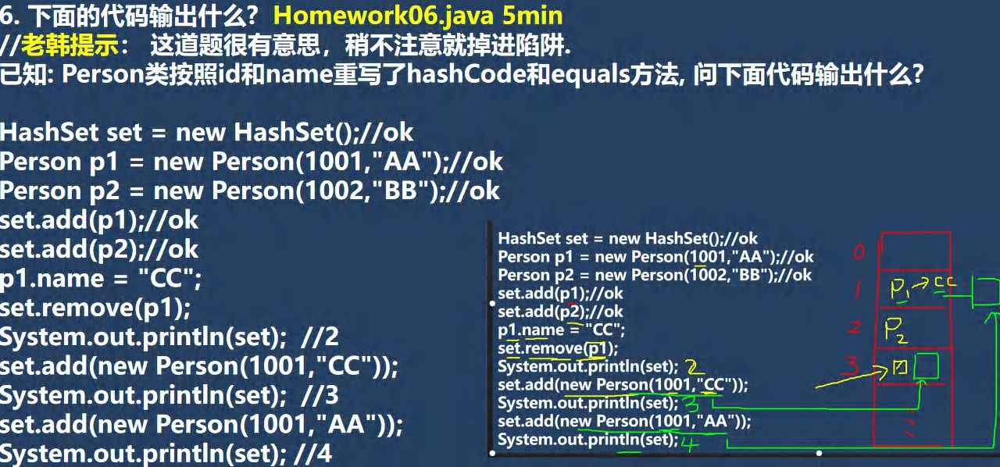 6. 下面的代码输出什么? Homework06.java 5min
//老韩提示: 这道题很有意思，稍不注意就掉进陷阱.
已知: Person类按照id和name重写了hashCode和equals方法, 问下面代码输出什么?
HashSet set = new HashSet();//ok
Person p1 = new Person(1001,"AA");//ok
Person p2 = new Person(1002,"BB");//ok
set.add(p1);//ok
set.add(p2);//ok
p1.name = "CC";
set.remove(p1);
System.out.println(set); //2
set.add(new Person(1001,"CC"));
System.out.println(set); //3
set.add(new Person(1001,"AA"));
System.out.println(set); //4
HashSet set = new HashSet();//ok
Person p1 = new Person(1001,"AA");//ok
Person p2 = new Person(1002,"BB");//ok
set.add(p1);//ok
set.add(p2);//ok
p1.name = "CC";
set.remove(p1);
System.out.println(set); 2
set.add(new Person(1001,"CC"));
System.out.println(set); 3
set.add(new Person(1001,"AA"));
System.out.println(set); 4
0
1 P1→CC
2 P2
3